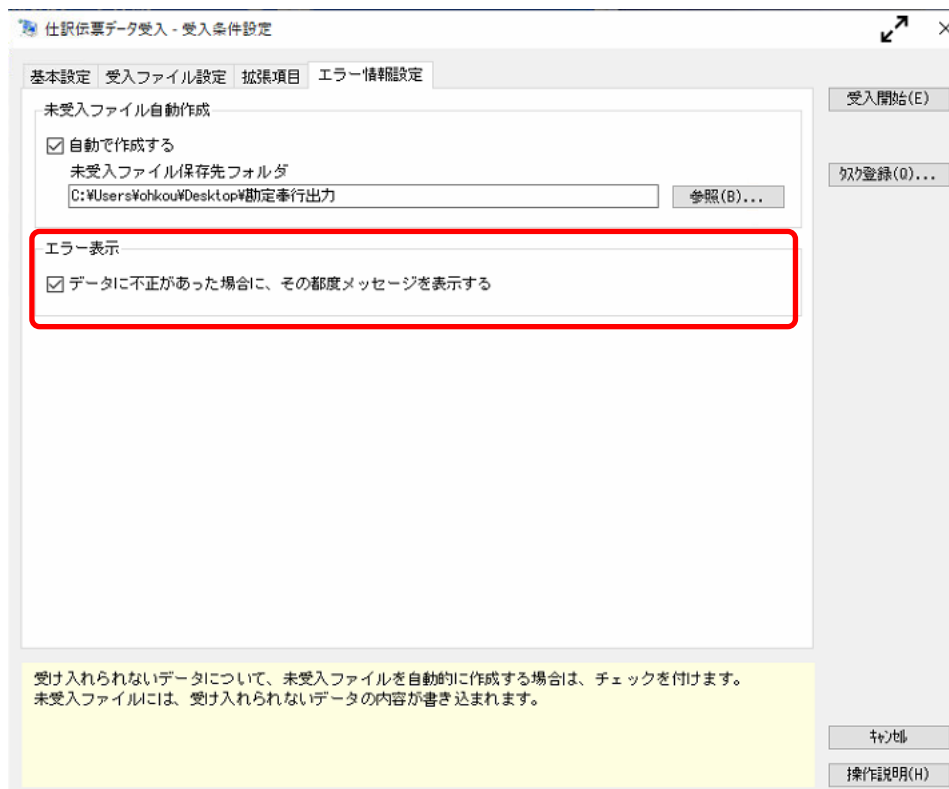 仕訳伝票データ受入 - 受入条件設定
基本設定 受入ファイル設定 拡張項目 エラー情報設定
未受入ファイル自動作成
自動で作成する
未受入ファイル保存先フォルダ
C:¥Users¥ohkou¥Desktop¥勘定奉行出力
参照(B)...
エラー表示
データに不正があった場合に、その都度メッセージを表示する
受入開始(E)
ﾀｽｸ登録(O)...
受け入れられないデータについて、未受入ファイルを自動的に作成する場合は、チェックを付けます。
未受入ファイルには、受け入れられないデータの内容が書き込まれます。
ｷｬﾝｾﾙ
操作説明(H)